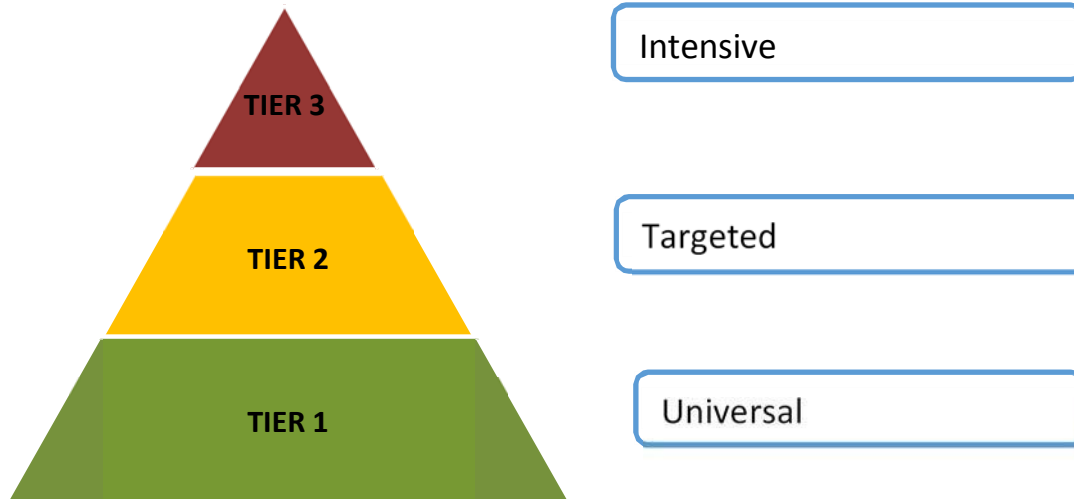 TIER 3
Intensive
TIER 2
Targeted
TIER 1
Universal